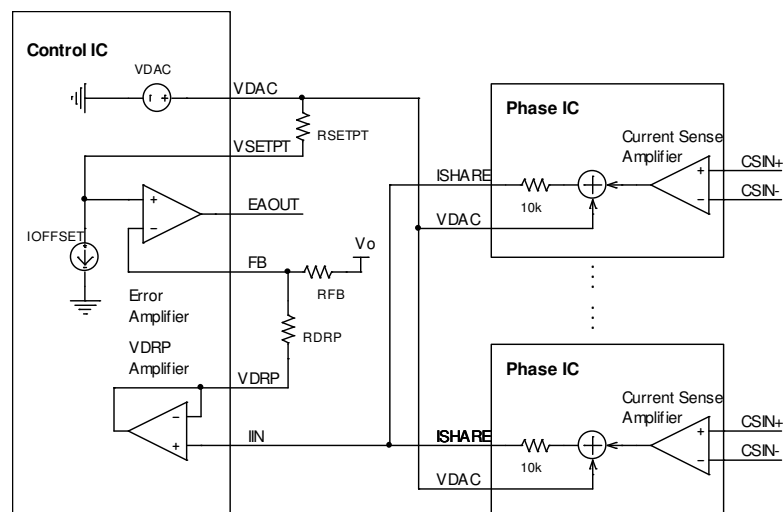 Control IC
VDAC
VDAC
RSETPT
VSETPT
EAOUT
IOFFSET
Vo
FB
RFB
Error
Amplifier
RDRP
VDRP
Amplifier
VDRP
IIN
Phase IC
Current Sense
Amplifier
CSIN+
CSIN-
ISHARE
10k
VDAC
Phase IC
Current Sense
Amplifier
CSIN+
CSIN-
ISHARE
10k
VDAC